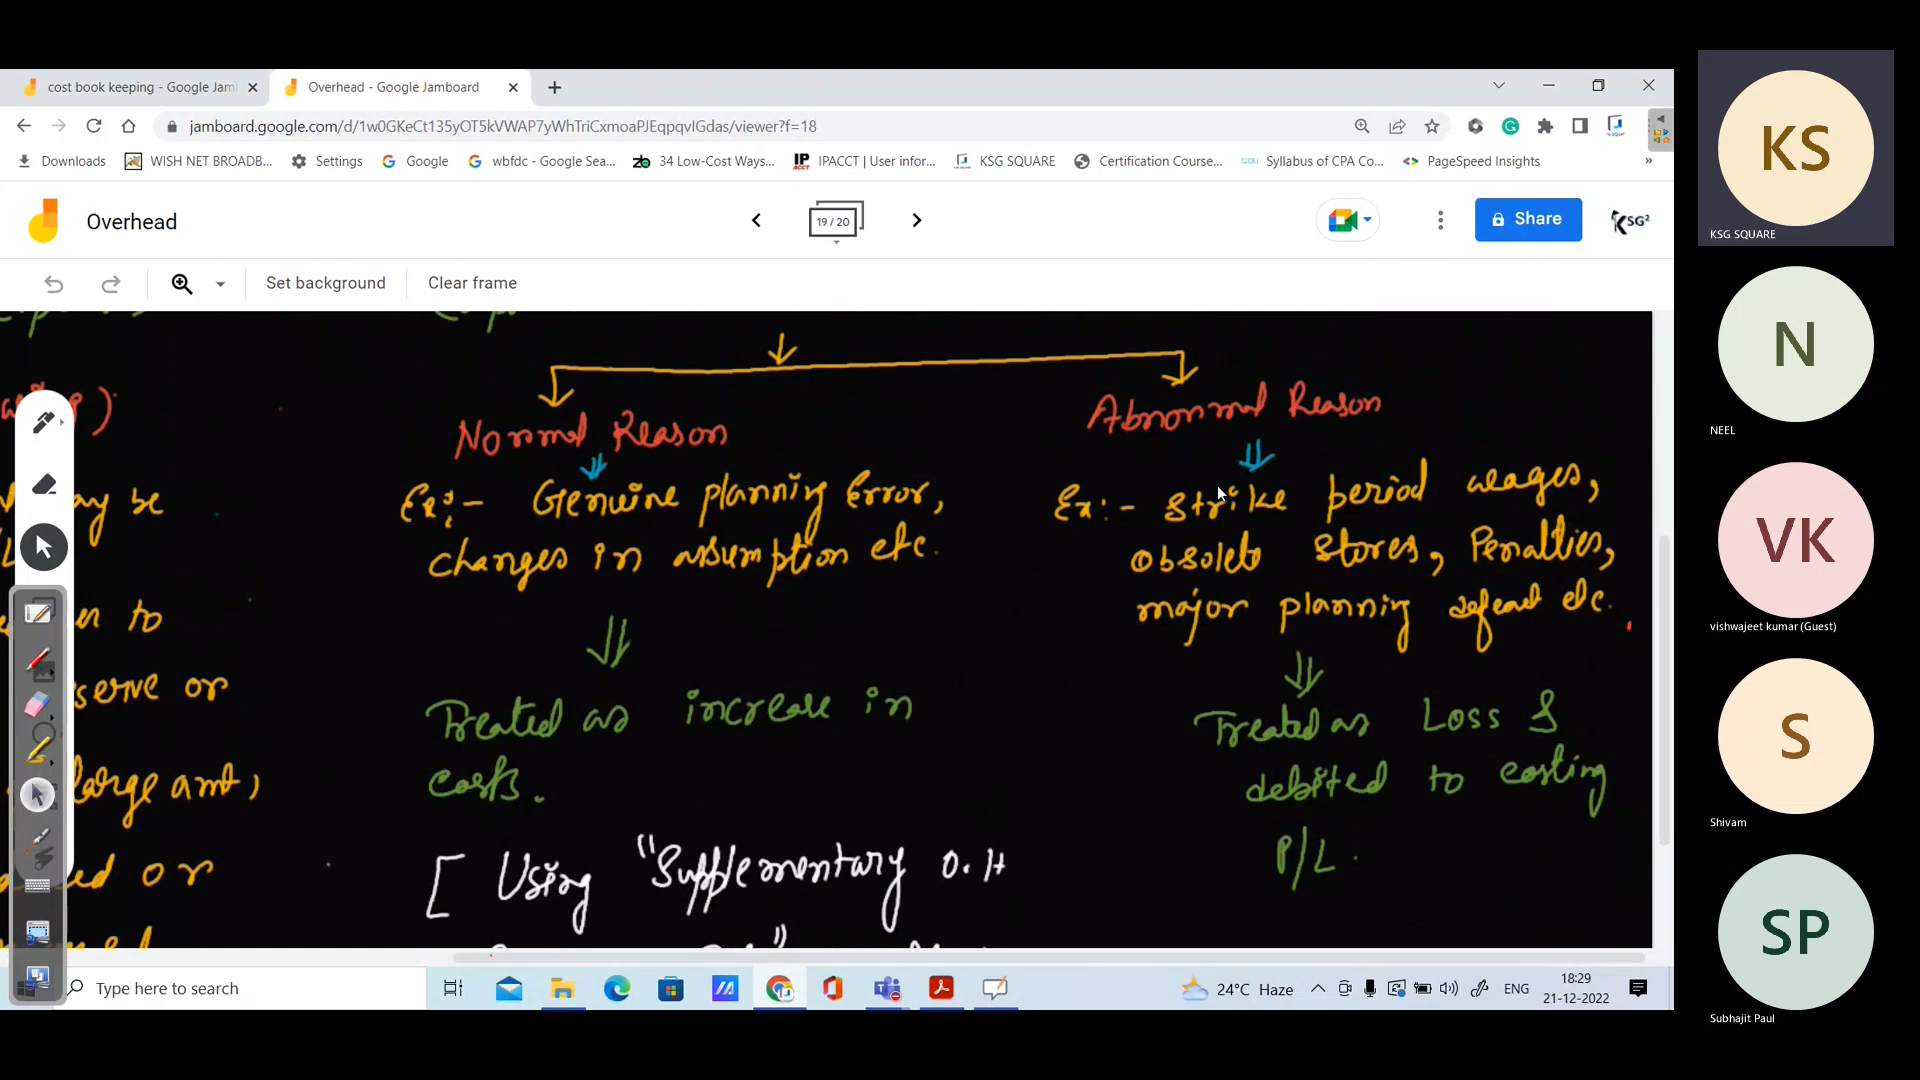 cost book keeping - Google Jam
Overhead - Google Jamboard
jamboard.google.com/d/1w0GKeCt135yOT5kVWAP7yWhTriCxmoaPJEqpqvIGdas/viewer?f=18
Downloads
WISH NET BROADB...
Settings
Google
wbfdc - Google Sea...
34 Low-Cost Ways...
IPACCT | User infor...
KSG SQUARE
Certification Course...
Syllabus of CPA Co...
PageSpeed Insights
»
Overhead
19 / 20
Share
KSG²
Set background
Clear frame
Normal Reason
Abnormal Reason
Ex:- Genuine planning Error,
changes in assumption etc.
Ex:- Strike period wages,
obsolete stores, Penalties,
major planning defeact etc.
ay be
to
serve or
large amt,
or
Treated as increase in
costs.
Treated as Loss &
debited to costing
P/L.
[ Using "Supplementary O.H
Type here to search
24°C Haze
ENG
18:29
21-12-2022
KS
KSG SQUARE
N
NEEL
VK
vishwajeet kumar (Guest)
S
Shivam
SP
Subhajit Paul